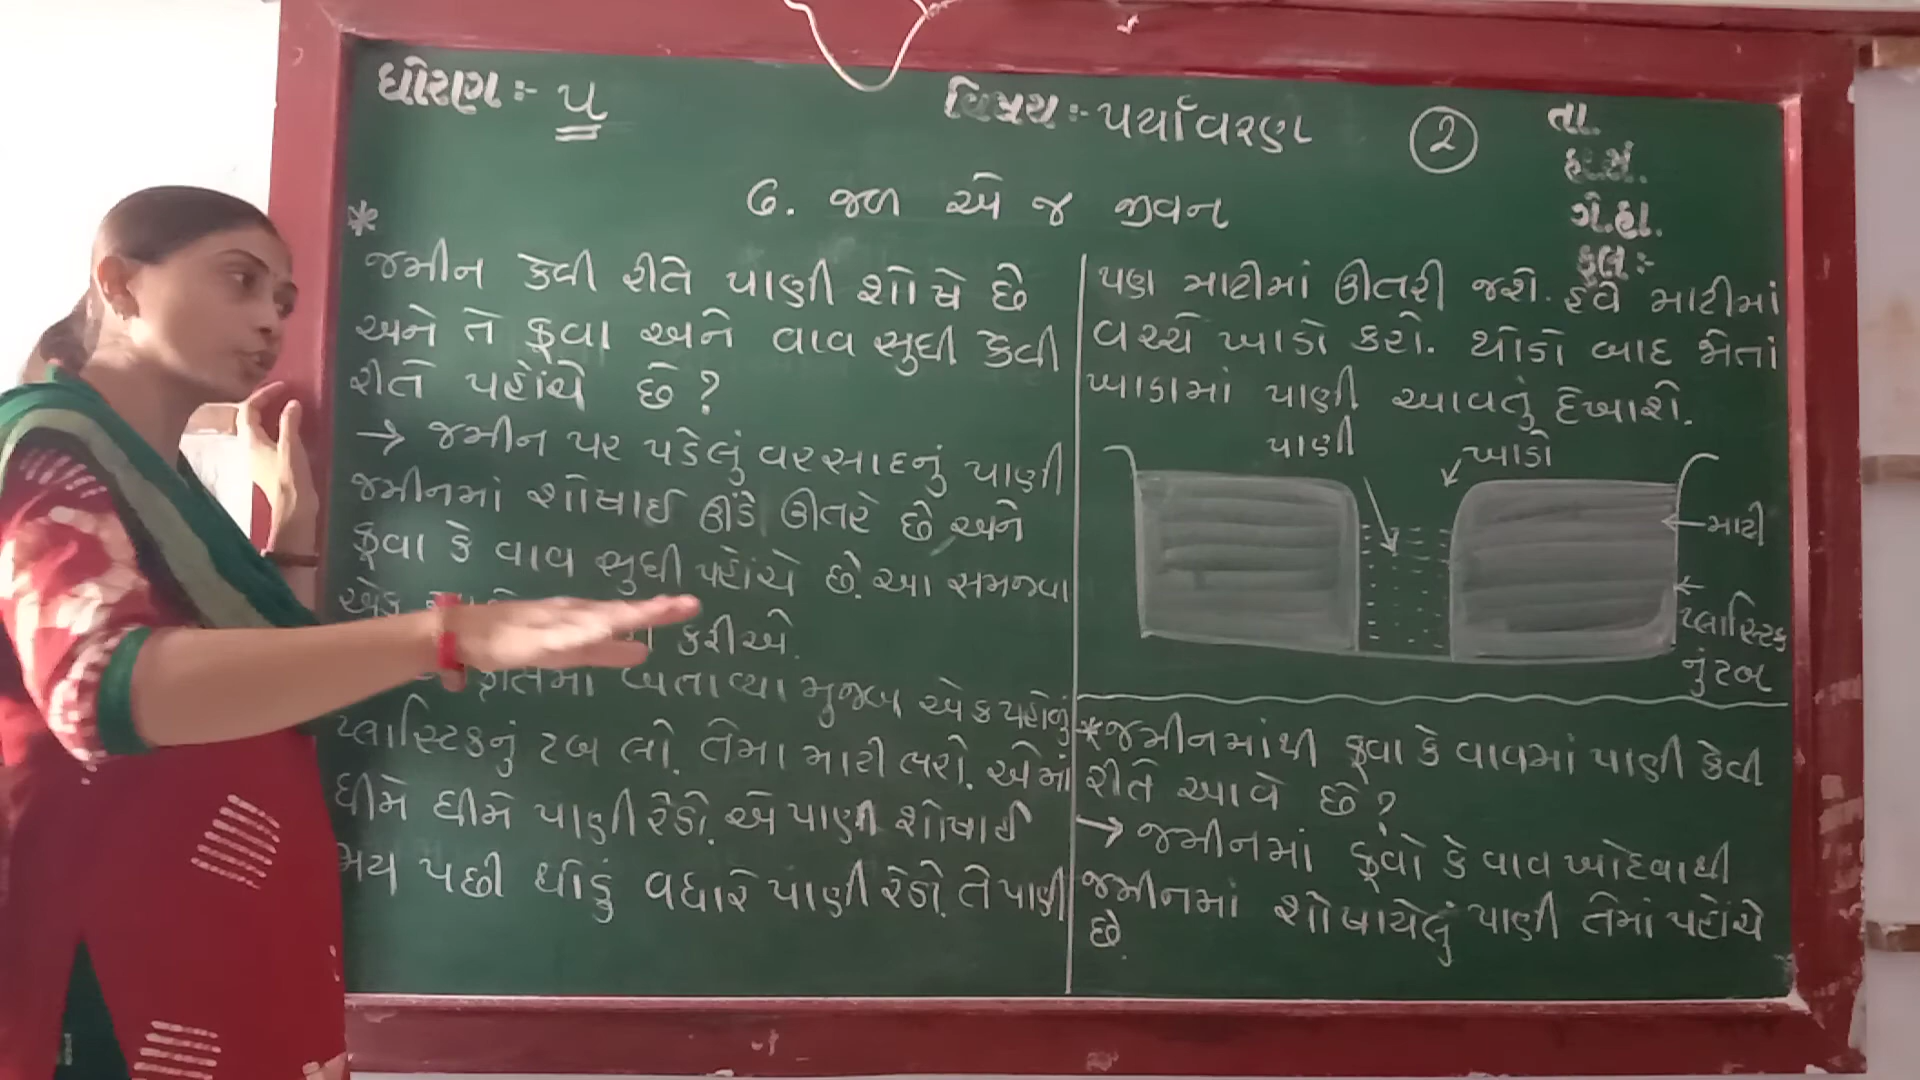 ધોરણ :- ૫
વિષય :- પર્યાવરણ
૨
તા.
હા.સં.
ગે.હા.
કુલ :-
૭. જળ એ જ જીવન
*
જમીન કેવી રીતે પાણી શોષે છે
અને તે કૂવા અને વાવ સુધી કેવી
રીતે પહોંચે છે ?
→ જમીન પર પડેલું વરસાદનું પાણી
જમીનમાં શોષાઈ ઊંડે ઊતરે છે અને
કૂવા કે વાવ સુધી પહોંચે છે. આ સમજવા
એક
કરીએ.
બતાવ્યા મુજબ એક પહોળું
પ્લાસ્ટિકનું ટબ લો. તેમા માટી ભરો. એમાં
ધીમે ધીમે પાણી રેડો. એ પાણી શોષાઈ
જાય પછી થોડું વધારે પાણી રેડો. તે પાણી
પણ માટીમાં ઊતરી જશે. હવે માટીમાં
વચ્ચે ખાડો કરો. થોડો બાદ જોતાં
ખાડામાં પાણી આવતું દેખાશે.
પાણી
ખાડો
માટી
પ્લાસ્ટિક
નું ટબ
*જમીનમાંથી કૂવા કે વાવમાં પાણી કેવી
રીતે આવે છે ?
→ જમીનમાં કૂવો કે વાવ ખોદવાથી
જમીનમાં શોષાયેલું પાણી તેમાં પહોંચે
છે.